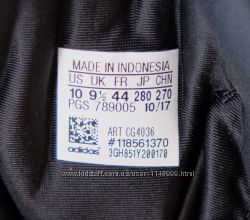 MADE IN INDONESIA
US UK FR JP CHN
10 9½ 44 280 270
PGS 789005 10/17
ART CG4036
#118561370
adidas 3GH851Y200170